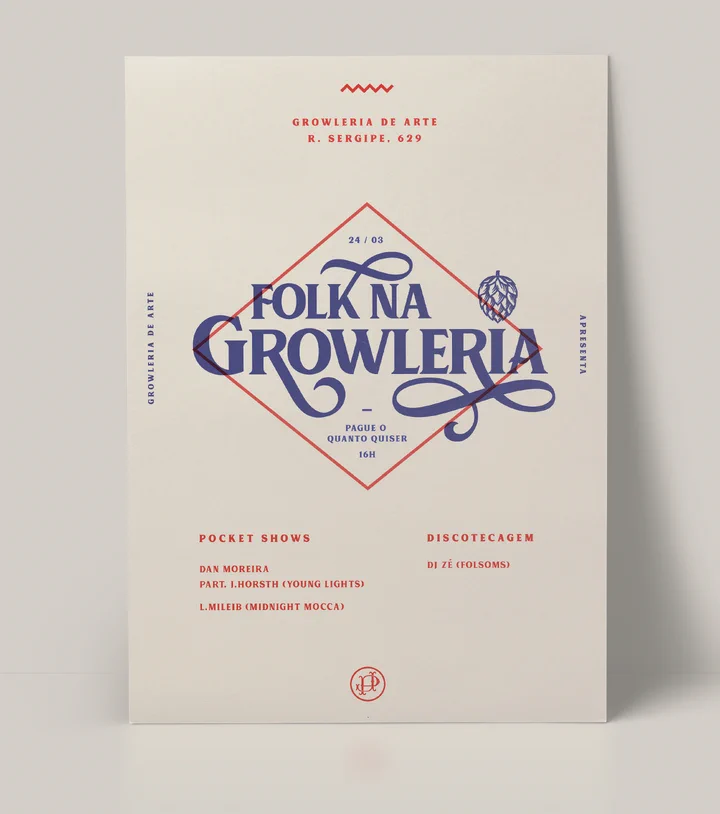 GROWLERIA DE ARTE
R. SERGIPE, 629
24 / 03
FOLK NA
GROWLERIA
GROWLERIA DE ARTE
APRESENTA
PAGUE O
QUANTO QUISER
16H
POCKET SHOWS
DAN MOREIRA
PART. I.HORSTH (YOUNG LIGHTS)
L.MILEIB (MIDNIGHT MOCCA)
DISCOTECAGEM
DJ ZÉ (FOLSOMS)